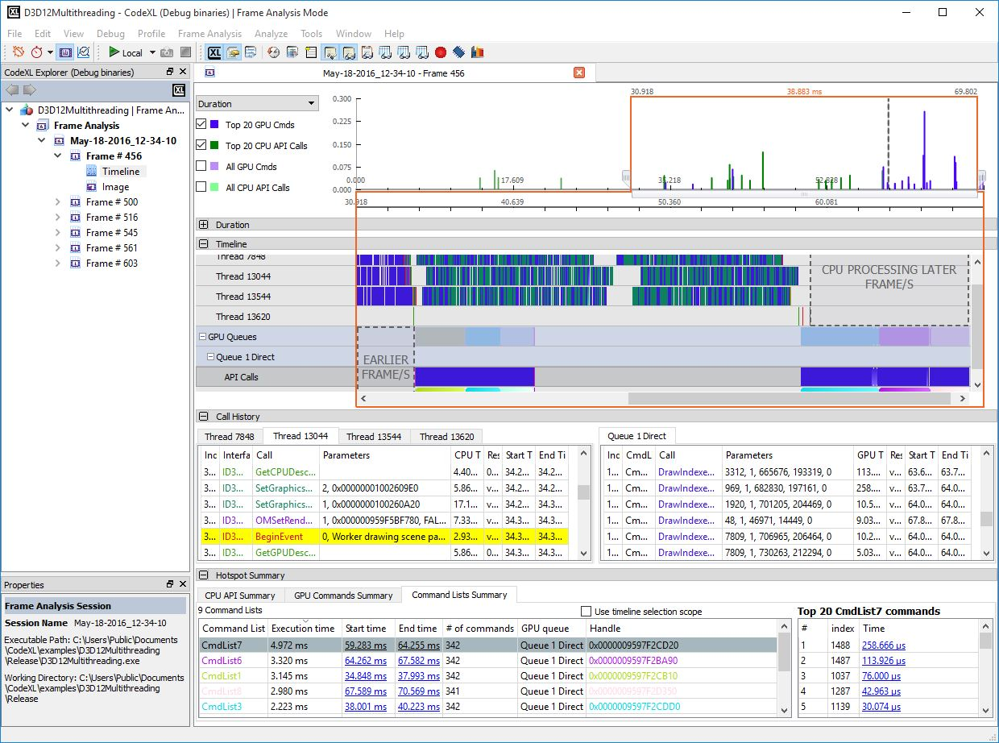 D3D12Multithreading - CodeXL (Debug binaries) | Frame Analysis Mode
File Edit View Debug Profile Frame Analysis Analyze Tools Window Help
Local
CodeXL Explorer (Debug binaries)
May-18-2016_12-34-10 - Frame 456
D3D12Multithreading | Frame An...
Frame Analysis
May-18-2016_12-34-10
Frame # 456
Timeline
Image
Frame # 500
Frame # 516
Frame # 545
Frame # 561
Frame # 603
Duration
Top 20 GPU Cmds
Top 20 CPU API Calls
All GPU Cmds
All CPU API Calls
30.918 38.883 ms 69.802
0.300
0.225
0.150
0.075
0.000
0.000 17.609 35.218 52.828
30.918 40.639 50.360 60.081
Duration
Timeline
Thread 7848
Thread 13044
Thread 13544
Thread 13620
GPU Queues
Queue 1 Direct
API Calls
EARLIER
FRAME/S
CPU PROCESSING LATER
FRAME/S
Call History
Thread 7848 Thread 13044 Thread 13544 Thread 13620
Inc Interfa Call Parameters CPU T Res Start T End Ti
3... ID3... GetCPUDesc... 4.40... 0... 34.2... 34.2...
3... ID3... SetGraphics... 2, 0x00000001002609E0 5.86... v... 34.2... 34.2...
3... ID3... SetGraphics... 1, 0x0000000100260A20 17.1... v... 34.2... 34.2...
3... ID3... OMSetRend... 1, 0x000000959F5BF780, FAL... 7.33... v... 34.3... 34.3...
3... ID3... BeginEvent 0, Worker drawing scene pa... 2.93... v... 34.3... 34.3...
3... ID3... GetGPUDesc... 5.86... 0... 34.3... 34.3...
Queue 1 Direct
Inc CmdL Call Parameters GPU T Res Start T End Ti
1... Cm... DrawIndexe... 3312, 1, 665676, 193319, 0 113.... v... 63.6... 63.7...
1... Cm... DrawIndexe... 969, 1, 682830, 197161, 0 258.... v... 63.7... 64.0...
1... Cm... DrawIndexe... 1920, 1, 701205, 204469, 0 10.5... v... 64.0... 64.0...
1... Cm... DrawIndexe... 48, 1, 46971, 14449, 0 9.03... v... 67.8... 67.8...
1... Cm... DrawIndexe... 7809, 1, 706965, 206464, 0 10.2... v... 64.0... 64.0...
1... Cm... DrawIndexe... 7809, 1, 730263, 212294, 0 5.03... v... 64.0... 64.0...
Properties
Frame Analysis Session
Session Name May-18-2016_12-34-10
Executable Path: C:\Users\Public\Documents
\CodeXL\examples\D3D12Multithreading
\Release\D3D12Multithreading.exe
Working Directory: C:\Users\Public\Documents
\CodeXL\examples\D3D12Multithreading
\Release
Hotspot Summary
CPU API Summary GPU Commands Summary Command Lists Summary
9 Command Lists
Use timeline selection scope
Command List Execution time Start time End time # of commands GPU queue Handle
CmdList7 4.972 ms 59.283 ms 64.255 ms 342 Queue 1 Direct 0x0000009597F2CD20
CmdList6 3.320 ms 64.262 ms 67.582 ms 342 Queue 1 Direct 0x0000009597F2BA90
CmdList1 3.145 ms 34.848 ms 37.993 ms 342 Queue 1 Direct 0x0000009597F2CB10
CmdList8 2.980 ms 67.589 ms 70.569 ms 341 Queue 1 Direct 0x0000009597F2D350
CmdList3 2.223 ms 38.001 ms 40.223 ms 342 Queue 1 Direct 0x0000009597F2CDD0
Top 20 CmdList7 commands
# index Time
1 1488 258.666 µs
2 1487 113.926 µs
3 1037 76.000 µs
4 1287 42.963 µs
5 1139 30.074 µs